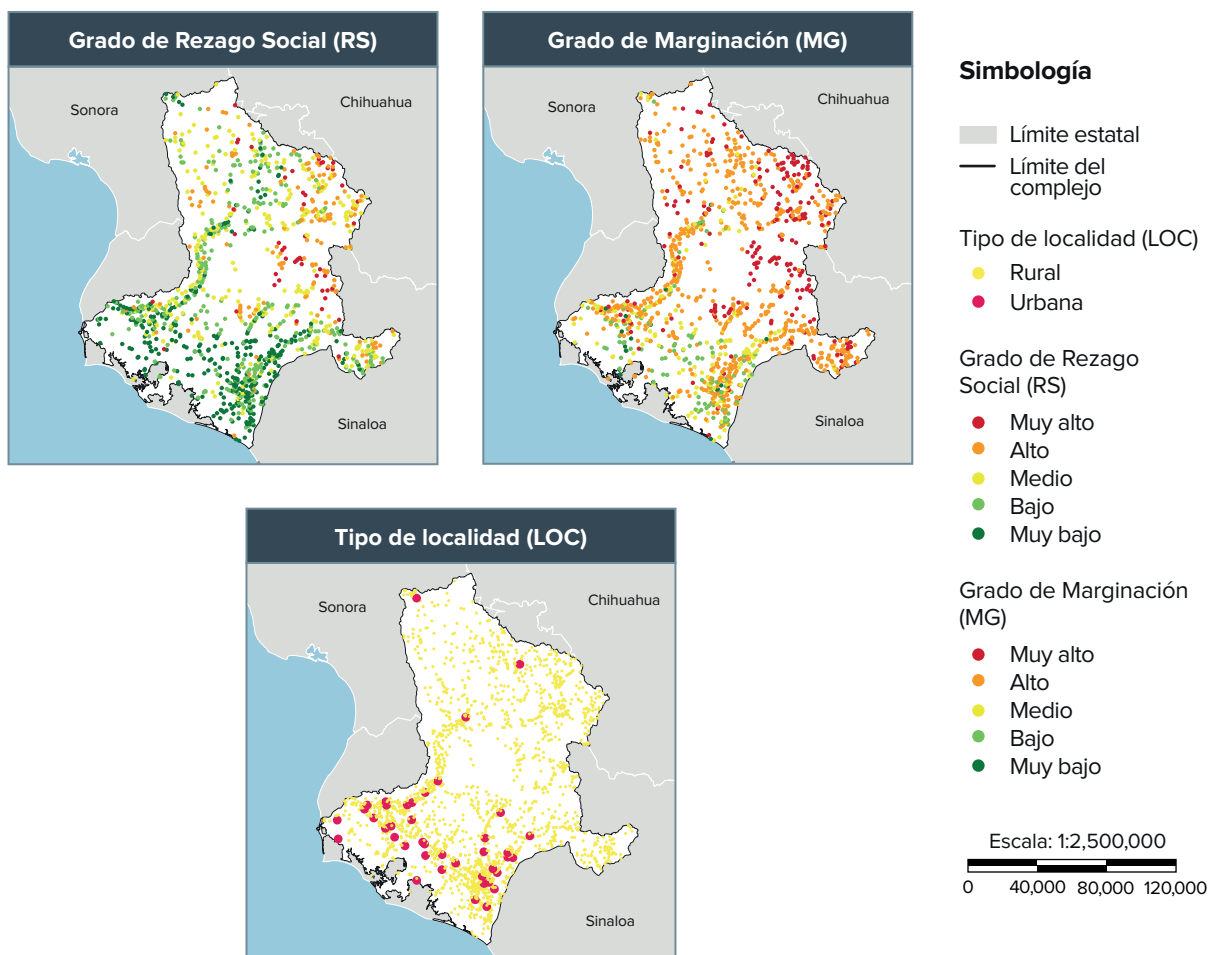 Grado de Rezago Social (RS)
Sonora
Chihuahua
Sinaloa
Grado de Marginación (MG)
Sonora
Chihuahua
Sinaloa
Tipo de localidad (LOC)
Sonora
Chihuahua
Sinaloa
Simbología
Límite estatal
Límite del
complejo
Tipo de localidad (LOC)
Rural
Urbana
Grado de Rezago
Social (RS)
Muy alto
Alto
Medio
Bajo
Muy bajo
Grado de Marginación
(MG)
Muy alto
Alto
Medio
Bajo
Muy bajo
Escala: 1:2,500,000
0 40,000 80,000 120,000